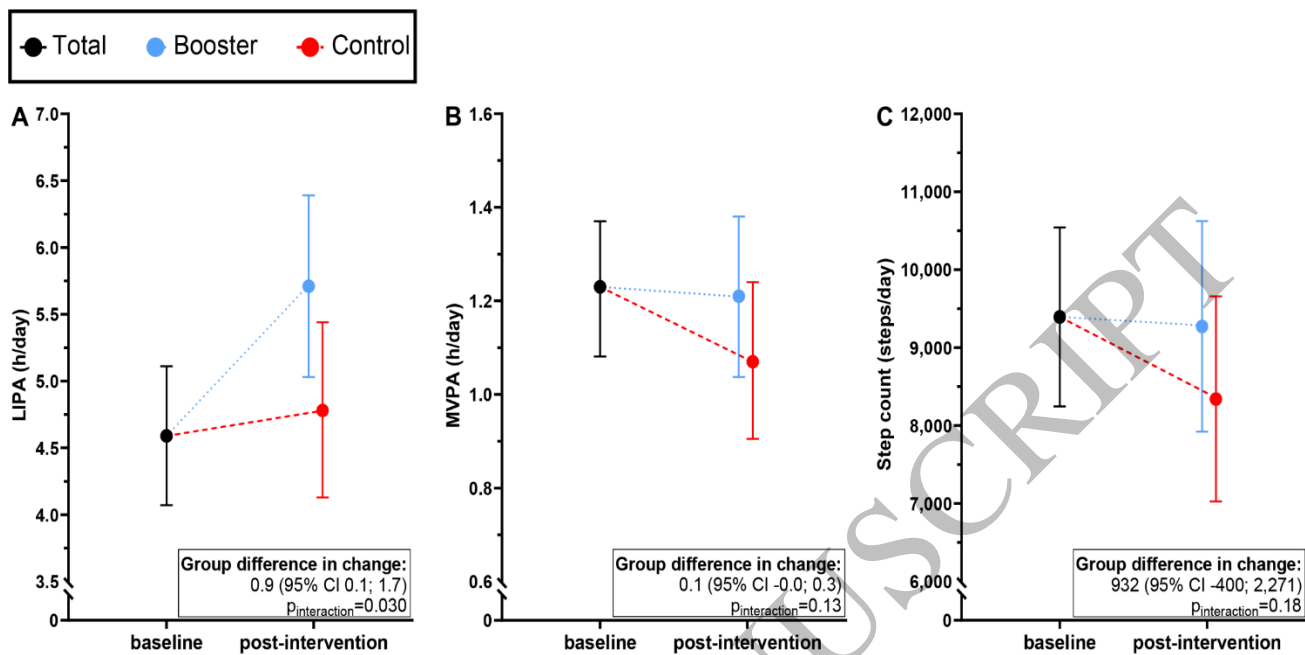 Total Booster Control
A
7.0
6.5
6.0
5.5
5.0
4.5
4.0
3.5
0
LIPA (h/day)
baseline post-intervention
Group difference in change:
0.9 (95% CI 0.1; 1.7)
pinteraction=0.030
B
1.6
1.4
1.2
1.0
0.8
0.6
0
MVPA (h/day)
baseline post-intervention
Group difference in change:
0.1 (95% CI -0.0; 0.3)
pinteraction=0.13
C
12,000
11,000
10,000
9,000
8,000
7,000
6,000
0
Step count (steps/day)
baseline post-intervention
Group difference in change:
932 (95% CI -400; 2,271)
pinteraction=0.18
USCRIPT